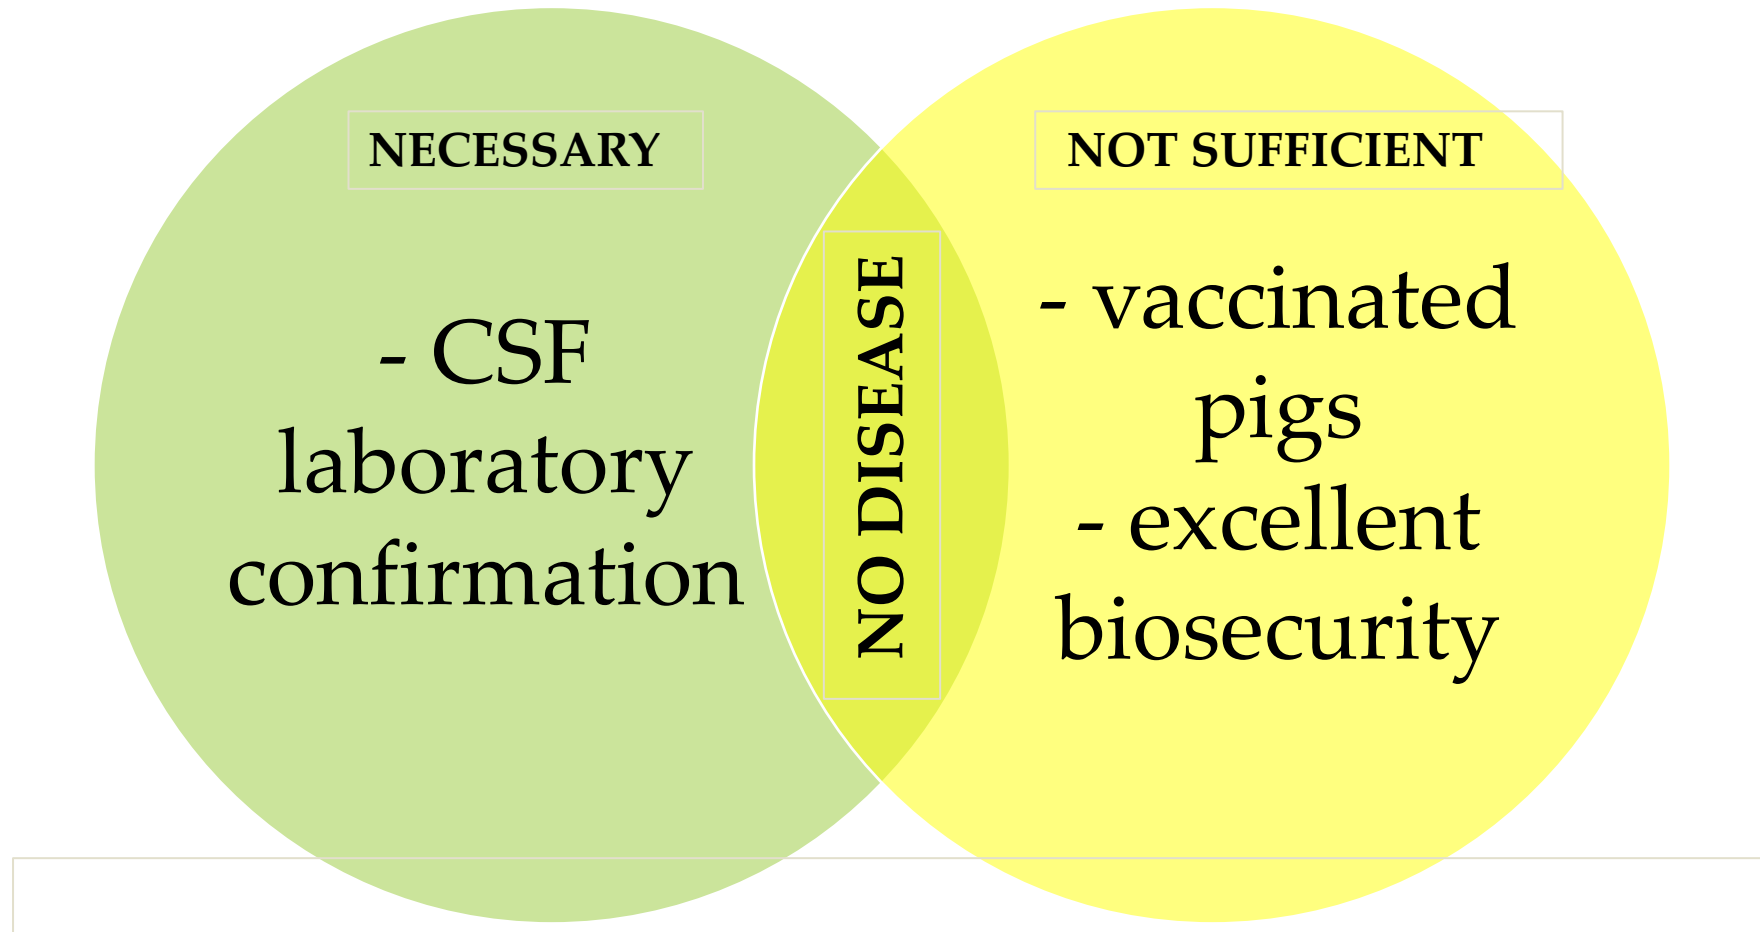 NECESSARY
- CSF
laboratory
confirmation
NO DISEASE
NOT SUFFICIENT
- vaccinated
pigs
- excellent
biosecurity